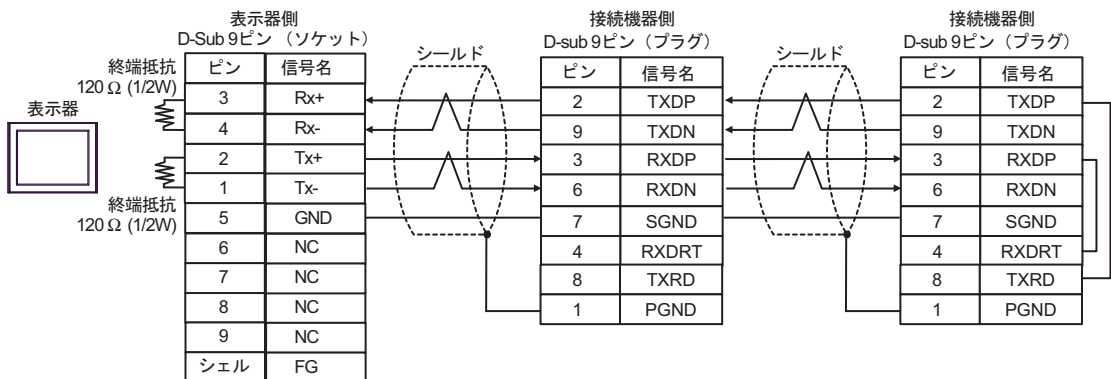 表示器側
D-Sub 9ピン （ソケット）
接続機器側
D-sub 9ピン（プラグ）
接続機器側
D-sub 9ピン（プラグ）
終端抵抗
120 Ω (1/2W)
表示器
終端抵抗
120 Ω (1/2W)
シールド
シールド
ピン 信号名
3 Rx+
4 Rx-
2 Tx+
1 Tx-
5 GND
6 NC
7 NC
8 NC
9 NC
シェル FG
ピン 信号名
2 TXDP
9 TXDN
3 RXDP
6 RXDN
7 SGND
4 RXDRT
8 TXRD
1 PGND
ピン 信号名
2 TXDP
9 TXDN
3 RXDP
6 RXDN
7 SGND
4 RXDRT
8 TXRD
1 PGND